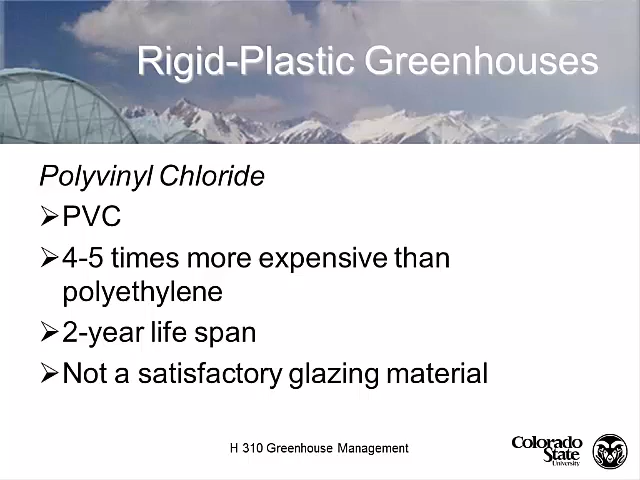 Rigid-Plastic Greenhouses
Polyvinyl Chloride
➢PVC
➢4-5 times more expensive than
polyethylene
➢2-year life span
➢Not a satisfactory glazing material
H 310 Greenhouse Management
Colorado
State
University